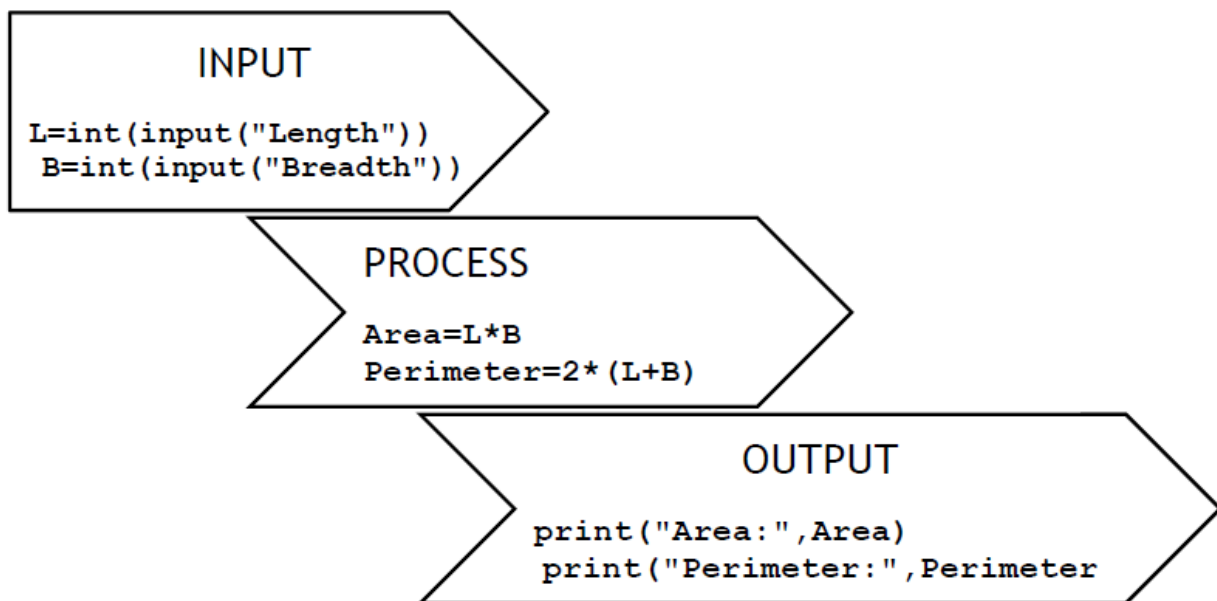 INPUT
L=int(input("Length"))
B=int(input("Breadth"))
PROCESS
Area=L*B
Perimeter=2*(L+B)
OUTPUT
print("Area:",Area)
print("Perimeter:",Perimeter